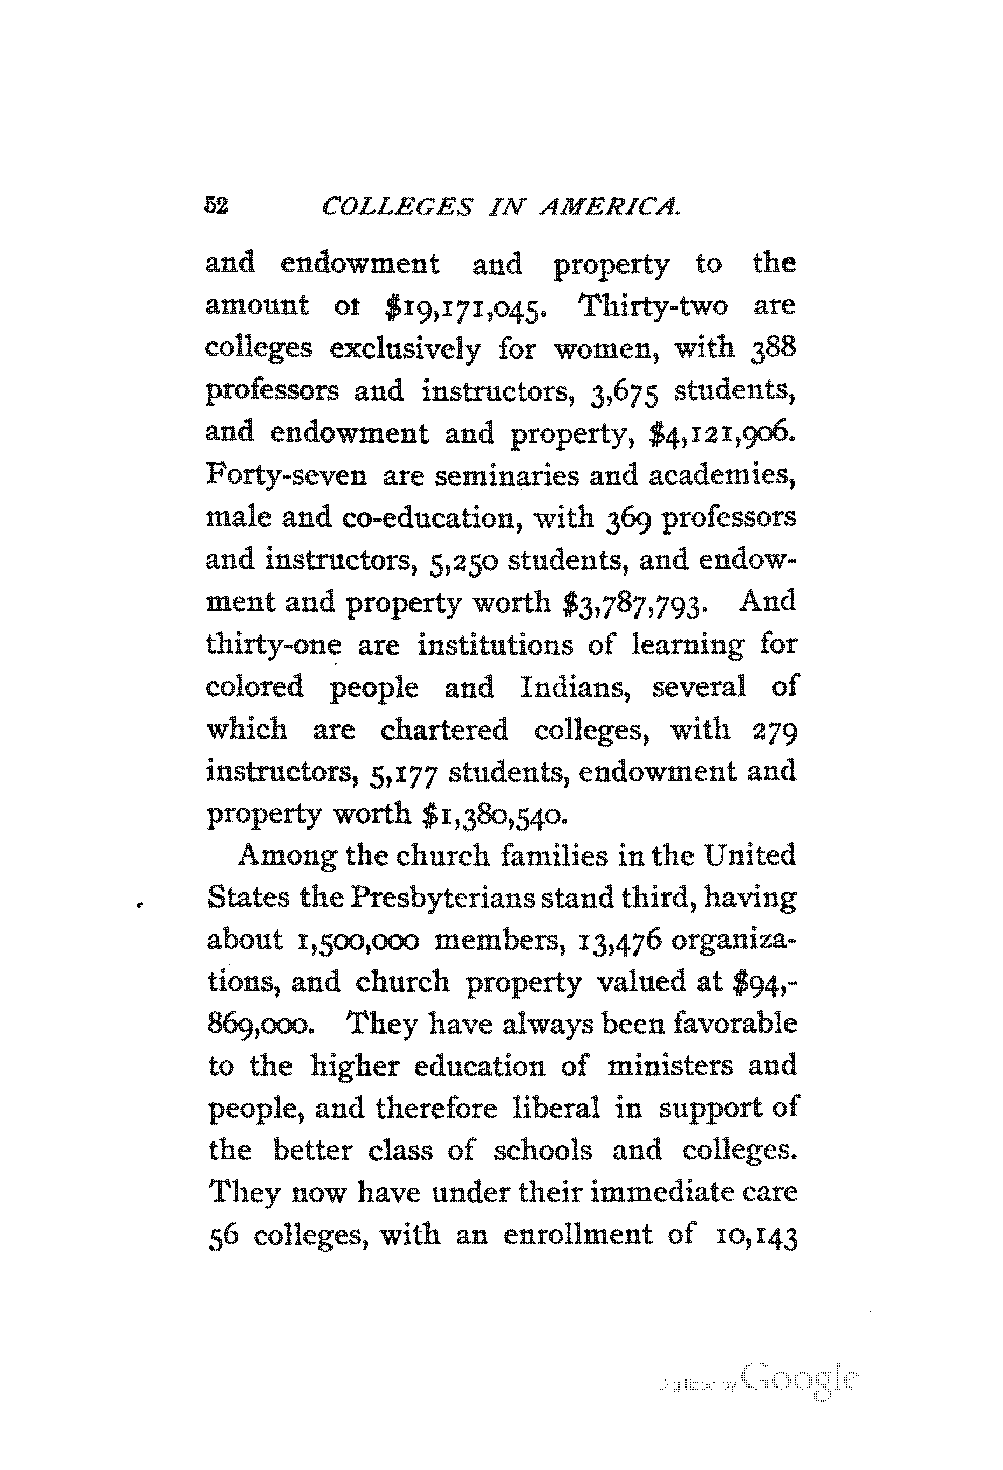 52 COLLEGES IN AMERICA.
and endowment and property to the
amount of $19,171,045. Thirty-two are
colleges exclusively for women, with 388
professors and instructors, 3,675 students,
and endowment and property, $4,121,906.
Forty-seven are seminaries and academies,
male and co-education, with 369 professors
and instructors, 5,250 students, and endow-
ment and property worth $3,787,793. And
thirty-one are institutions of learning for
colored people and Indians, several of
which are chartered colleges, with 279
instructors, 5,177 students, endowment and
property worth $1,380,540.
Among the church families in the United
States the Presbyterians stand third, having
about 1,500,000 members, 13,476 organiza-
tions, and church property valued at $94,-
869,000. They have always been favorable
to the higher education of ministers and
people, and therefore liberal in support of
the better class of schools and colleges.
They now have under their immediate care
56 colleges, with an enrollment of 10,143
Digitized by Google